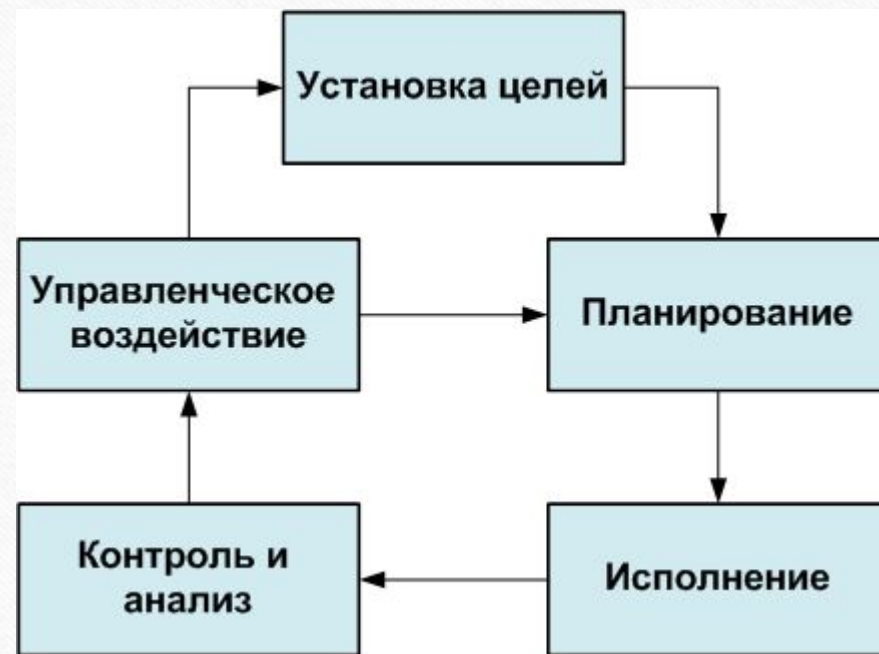 Установка целей
Управленческое
воздействие
Планирование
Контроль и
анализ
Исполнение